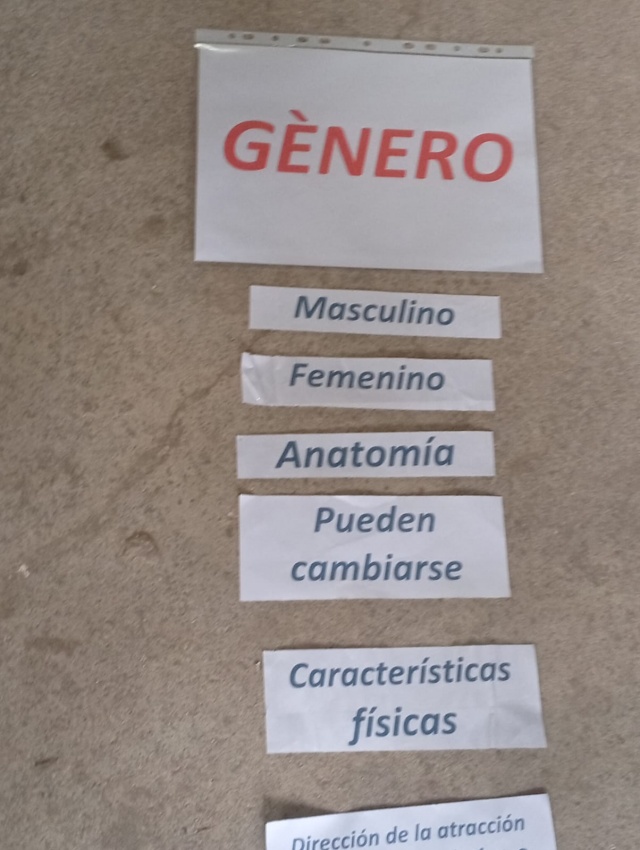 GÈNERO
Masculino
Femenino
Anatomía
Pueden
cambiarse
Características
físicas
Dirección de la atracción